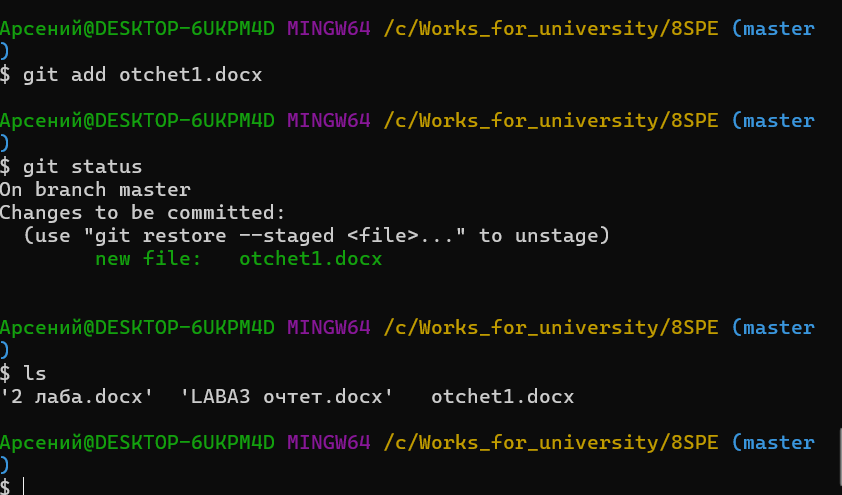 Арсений@DESKTOP-6UKPM4D MINGW64 /c/Works_for_university/8SPE (master
)
$ git add otchet1.docx
Арсений@DESKTOP-6UKPM4D MINGW64 /c/Works_for_university/8SPE (master
)
$ git status
On branch master
Changes to be committed:
  (use "git restore --staged <file>..." to unstage)
        new file:   otchet1.docx
Арсений@DESKTOP-6UKPM4D MINGW64 /c/Works_for_university/8SPE (master
)
$ ls
'2 лаба.docx'  'LABA3 очтет.docx'   otchet1.docx
Арсений@DESKTOP-6UKPM4D MINGW64 /c/Works_for_university/8SPE (master
)
$